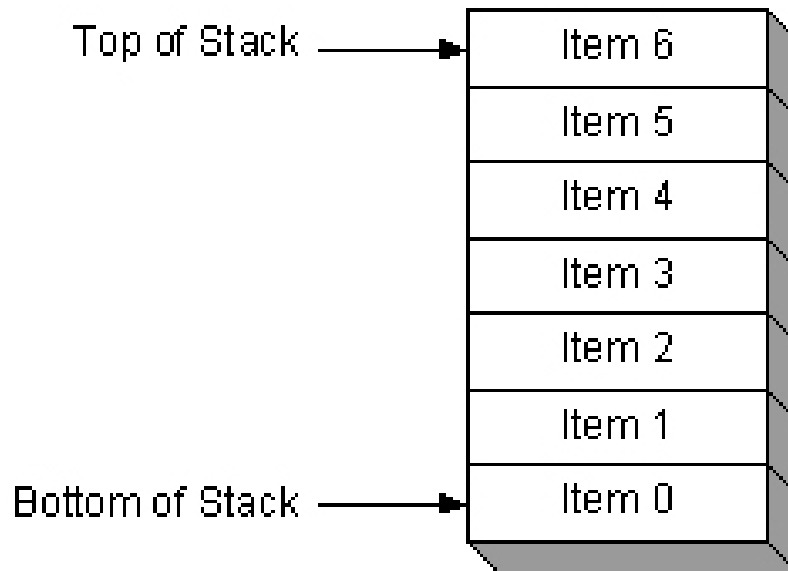 Top of Stack
Item 6
Item 5
Item 4
Item 3
Item 2
Item 1
Bottom of Stack
Item 0